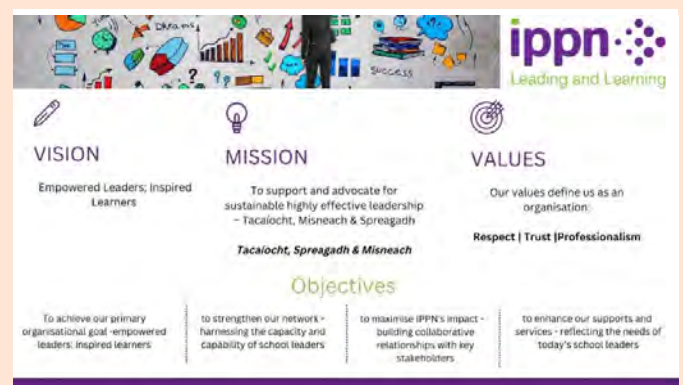 Dreams
SUCCESS
ippn
Leading and Learning
VISION
Empowered Leaders; Inspired
Learners
MISSION
To support and advocate for
sustainable highly effective leadership
– Tacaíocht, Misneach & Spreagadh
Tacaíocht, Spreagadh & Misneach
VALUES
Our values define us as an
organisation:
Respect | Trust |Professionalism
Objectives
To achieve our primary
organisational goal -empowered
leaders; inspired learners
to strengthen our network -
harnessing the capacity and
capability of school leaders
to maximise IPPN's impact -
building collaborative
relationships with key
stakeholders
to enhance our supports and
services - reflecting the needs of
today's school leaders